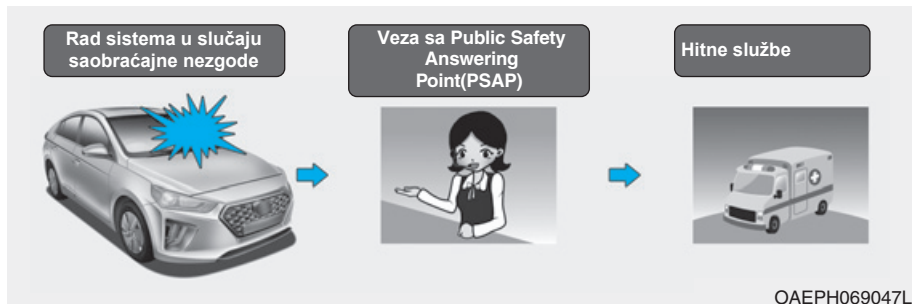 Rad sistema u slučaju
saobraćajne nezgode
Veza sa Public Safety
Answering
Point(PSAP)
Hitne službe
OAEPH069047L